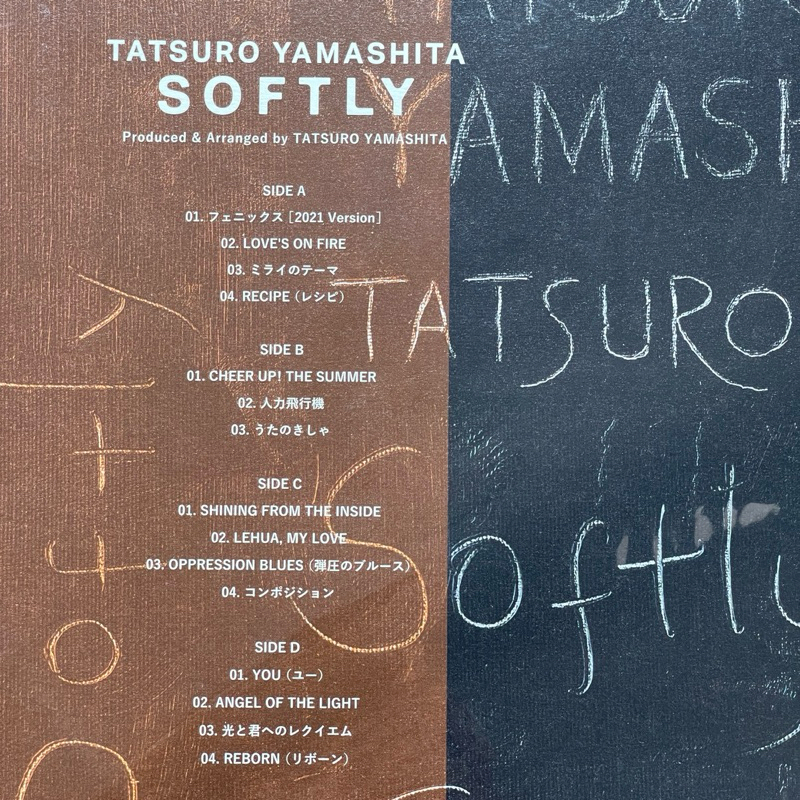 TATSURO YAMASHITA
SOFTLY
Produced & Arranged by TATSURO YAMASHITA
SIDE A
01. フェニックス [2021 Version]
02. LOVE'S ON FIRE
03. ミライのテーマ
04. RECIPE (レシピ)
SIDE B
01. CHEER UP! THE SUMMER
02. 人力飛行機
03. うたのきしゃ
SIDE C
01. SHINING FROM THE INSIDE
02. LEHUA, MY LOVE
03. OPPRESSION BLUES (弾圧のブルース)
04. コンポジション
SIDE D
01. YOU (ユー)
02. ANGEL OF THE LIGHT
03. 光と君へのレクイエム
04. REBORN (リボーン)
TATSURO
YAMASH
TATSURO
Softly
Softly